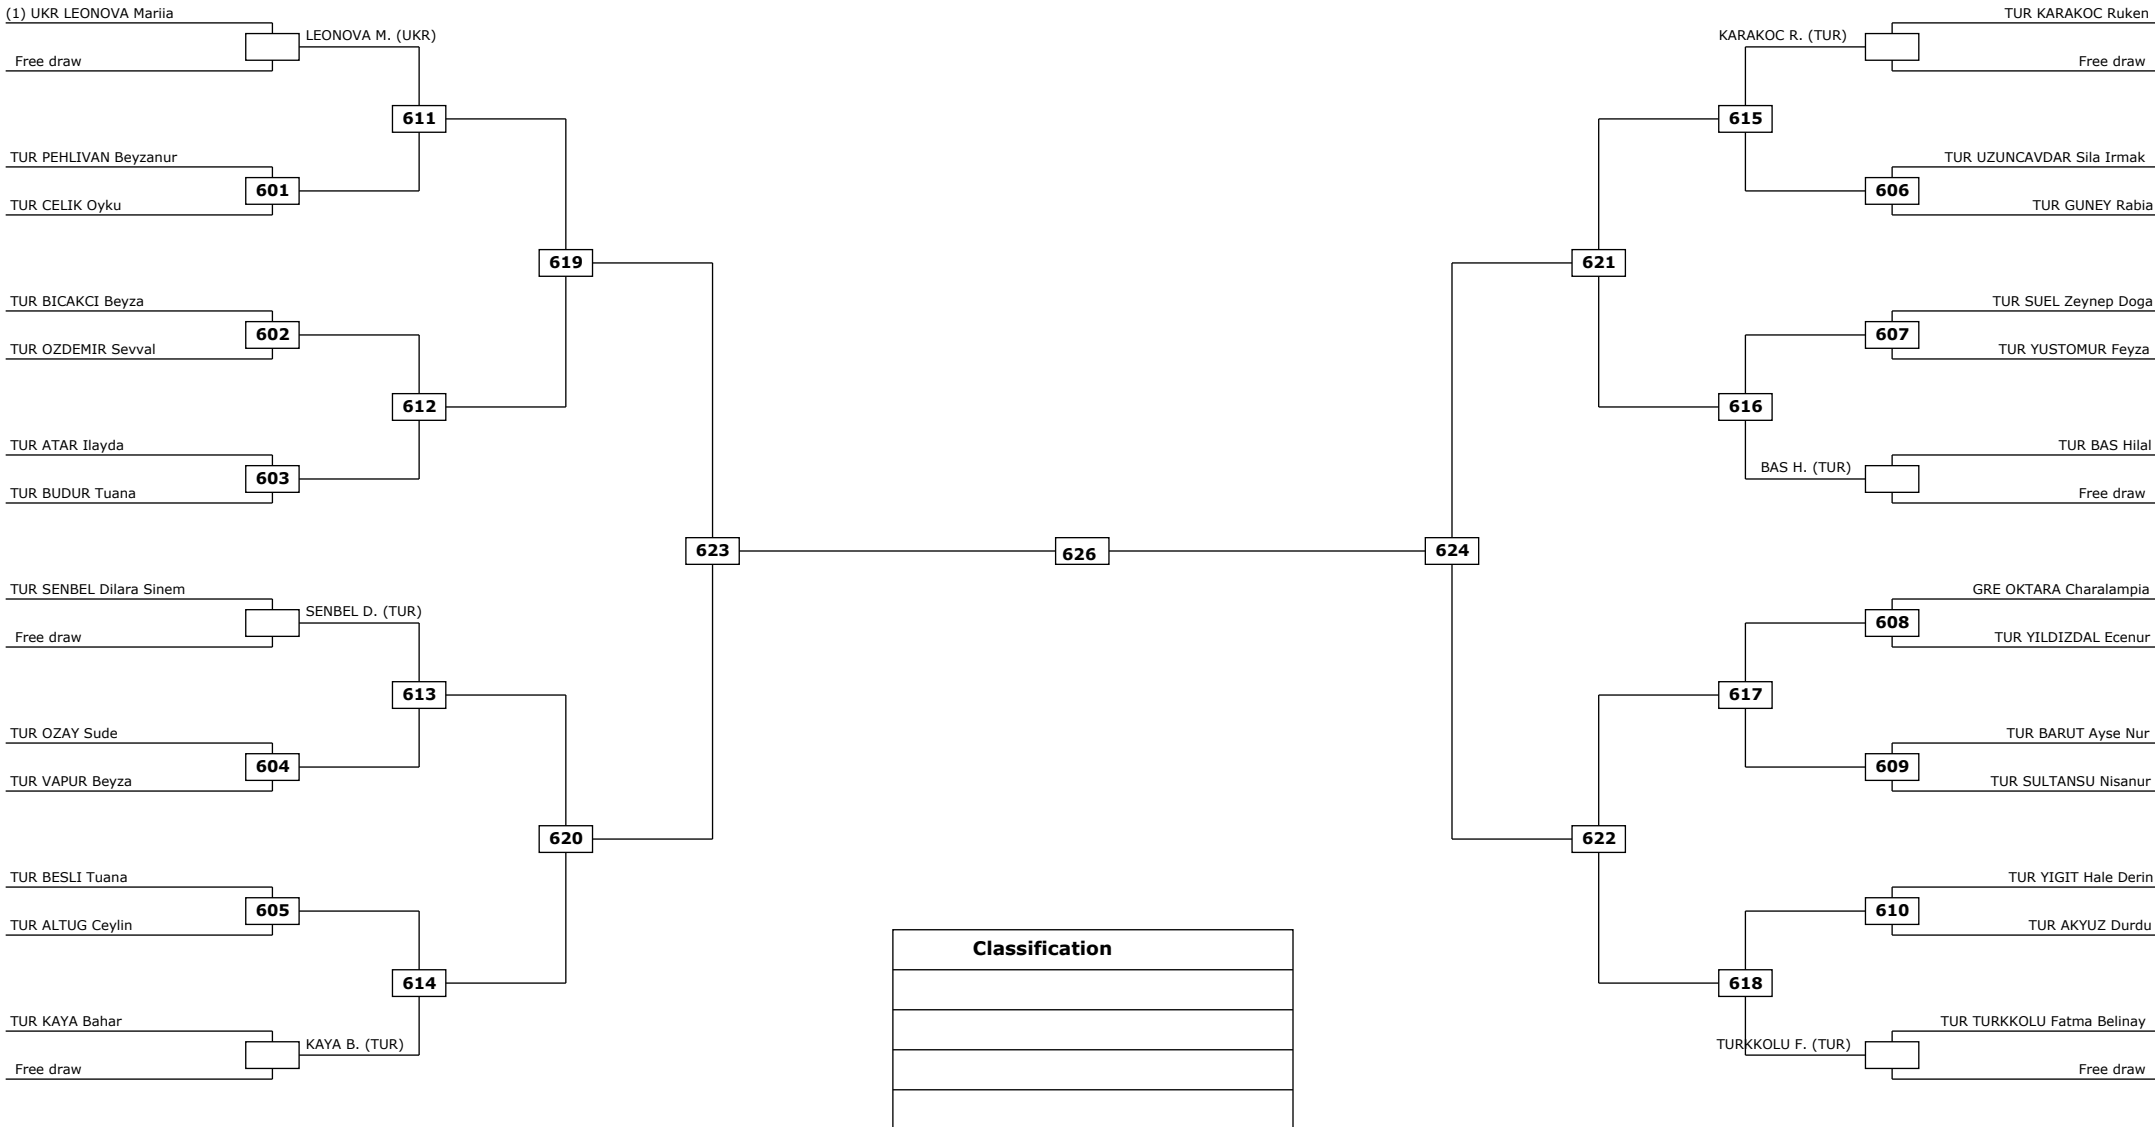 (1) UKR LEONOVA Mariia
LEONOVA M. (UKR)
Free draw
611
TUR PEHLIVAN Beyzanur
601
TUR CELIK Oyku
619
TUR BICAKCI Beyza
602
TUR OZDEMIR Sevval
612
TUR ATAR Ilayda
603
TUR BUDUR Tuana
623
TUR SENBEL Dilara Sinem
SENBEL D. (TUR)
Free draw
613
TUR OZAY Sude
604
TUR VAPUR Beyza
620
TUR BESLI Tuana
605
TUR ALTUG Ceylin
614
TUR KAYA Bahar
KAYA B. (TUR)
Free draw
626
Classification
TUR KARAKOC Ruken
KARAKOC R. (TUR)
Free draw
615
TUR UZUNCAVDAR Sila Irmak
606
TUR GUNEY Rabia
621
TUR SUEL Zeynep Doga
607
TUR YUSTOMUR Feyza
616
TUR BAS Hilal
BAS H. (TUR)
Free draw
624
GRE OKTARA Charalampia
608
TUR YILDIZDAL Ecenur
617
TUR BARUT Ayse Nur
609
TUR SULTANSU Nisanur
622
TUR YIGIT Hale Derin
610
TUR AKYUZ Durdu
618
TUR TURKKOLU Fatma Belinay
TURKKOLU F. (TUR)
Free draw